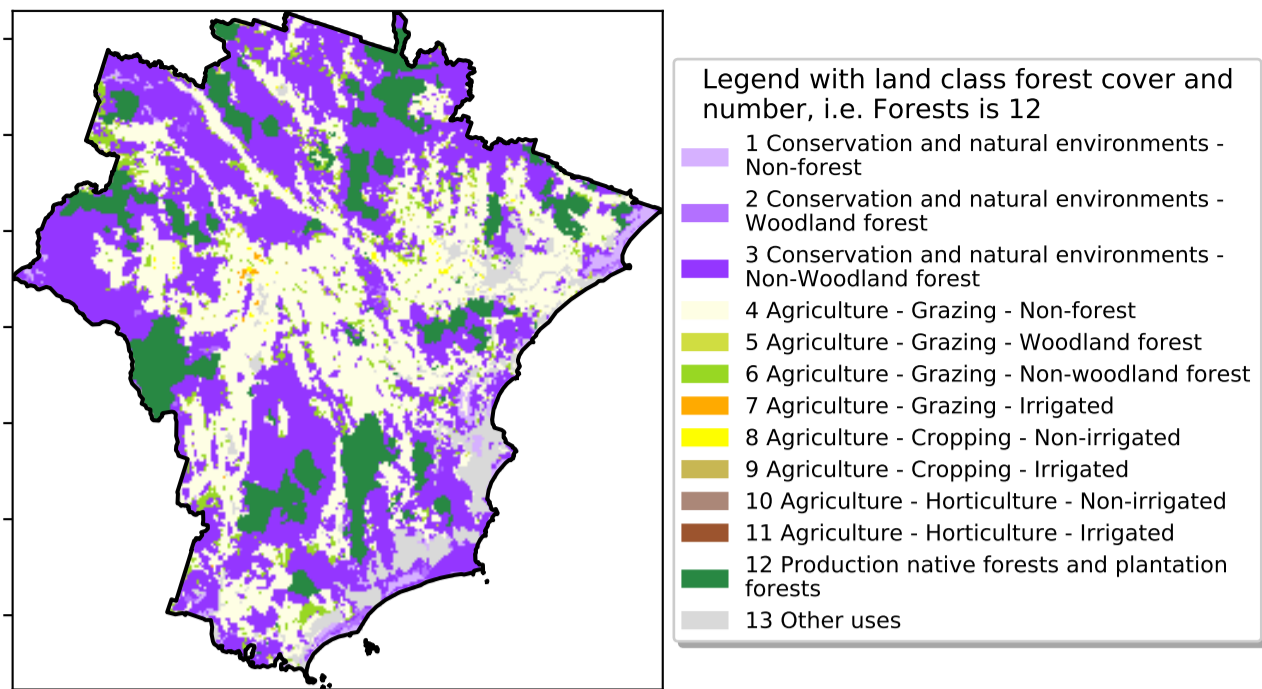 Legend with land class forest cover and
number, i.e. Forests is 12
1 Conservation and natural environments -
Non-forest
2 Conservation and natural environments -
Woodland forest
3 Conservation and natural environments -
Non-Woodland forest
4 Agriculture - Grazing - Non-forest
5 Agriculture - Grazing - Woodland forest
6 Agriculture - Grazing - Non-woodland forest
7 Agriculture - Grazing - Irrigated
8 Agriculture - Cropping - Non-irrigated
9 Agriculture - Cropping - Irrigated
10 Agriculture - Horticulture - Non-irrigated
11 Agriculture - Horticulture - Irrigated
12 Production native forests and plantation
forests
13 Other uses